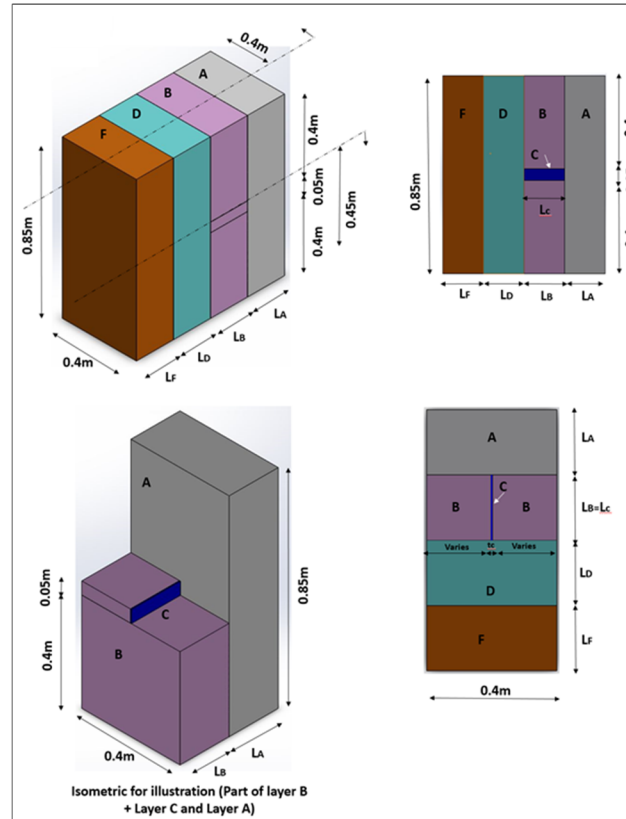 0.4m
A
B
D
F
0.85m
0.4m
0.05m
0.45m
0.4m
LA
LB
LD
LF
0.4m
F
D
B
A
C
Lc
0.85m
LF
LD
LB
LA
A
C
B
0.05m
0.4m
0.85m
0.4m
LB
LA
Isometric for illustration (Part of layer B
+ Layer C and Layer A)
A
C
B
B
Varies
tc
Varies
D
F
LA
LB=Lc
LD
LF
0.4m